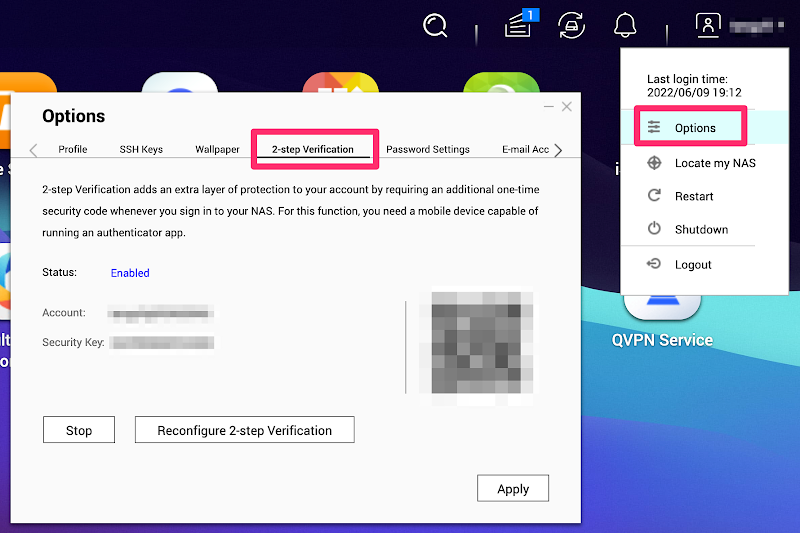 1
Last login time:
2022/06/09 19:12
Options
Locate my NAS
Restart
Shutdown
Logout
Options
Profile
SSH Keys
Wallpaper
2-step Verification
Password Settings
E-mail Acc
2-step Verification adds an extra layer of protection to your account by requiring an additional one-time
security code whenever you sign in to your NAS. For this function, you need a mobile device capable of
running an authenticator app.
Status: Enabled
Account:
Security Key:
Stop
Reconfigure 2-step Verification
Apply
QVPN Service